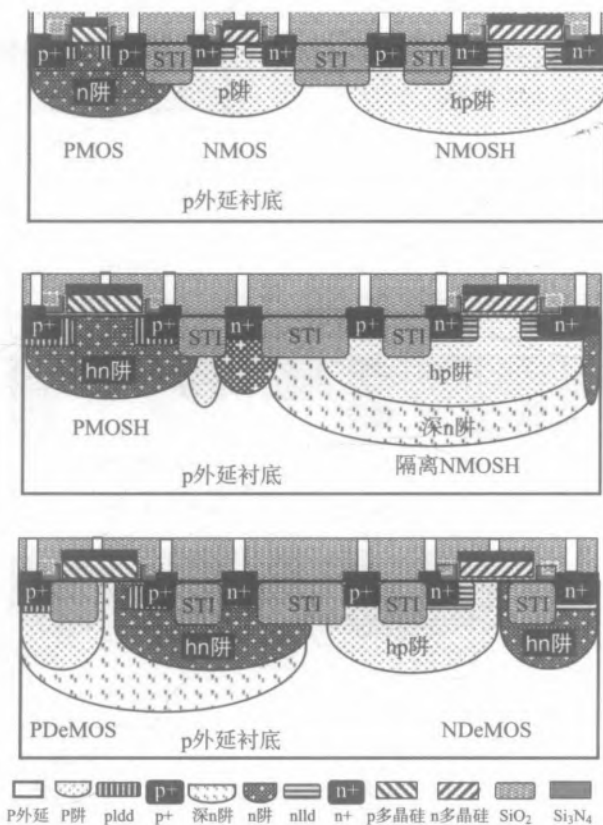 p+ STI n+ STI p+ STI n+ n+
n阱 p阱 hp阱
PMOS NMOS NMOSH
p外延衬底
p+ p+ STI n+ STI p+ STI n+ n+
hn阱 hp阱
PMOSH 深n阱
p外延衬底 隔离NMOSH
p+ p+ STI n+ STI p+ STI n+ STI n+
hn阱 hp阱 hn阱
PDeMOS NDeMOS
p外延衬底
p+ n+
P外延 P阱 pldd p+ 深n阱 n阱 nlld n+ p多晶硅 n多晶硅 SiO2 Si3N4